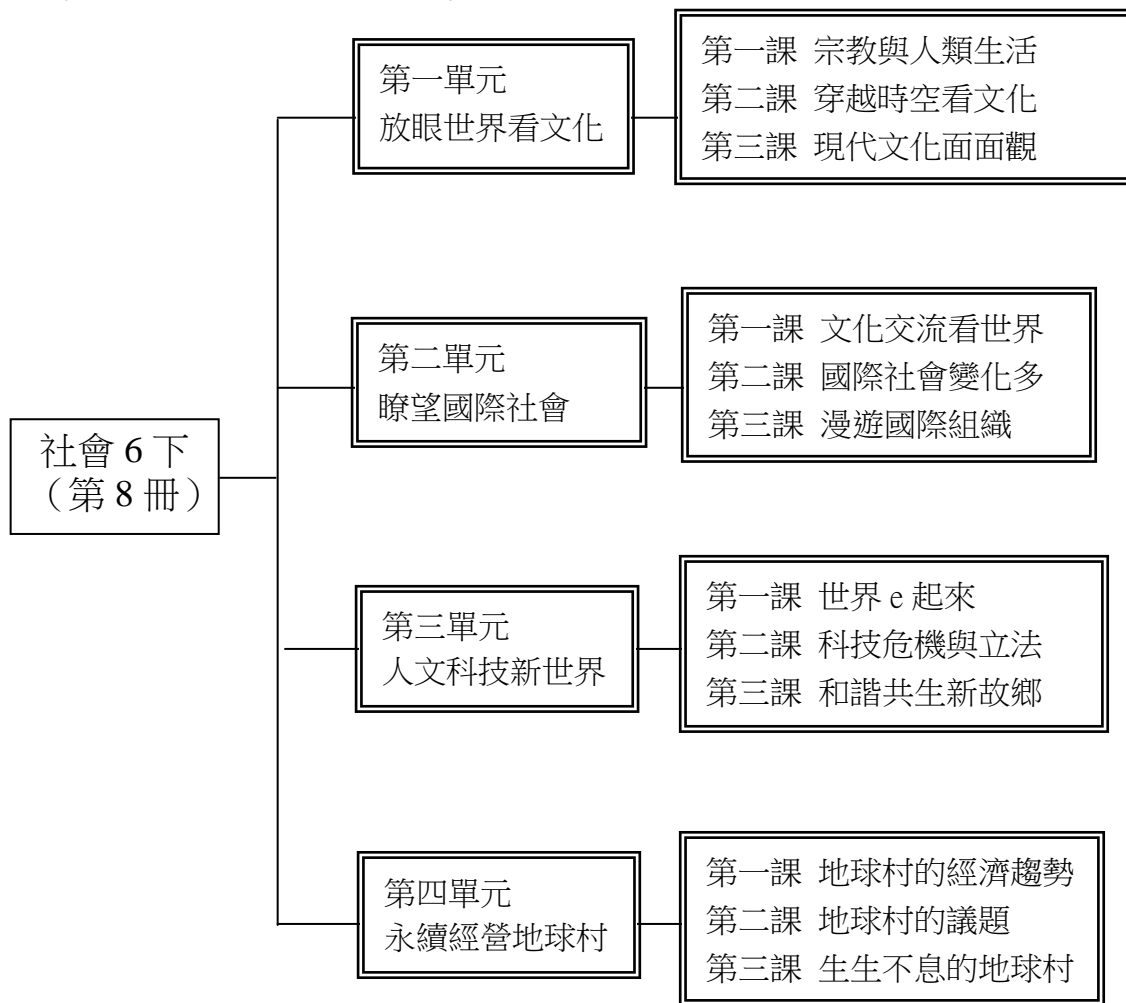 社會 6 下
（第 8 冊）
第一單元
放眼世界看文化
第一課 宗教與人類生活
第二課 穿越時空看文化
第三課 現代文化面面觀
第二單元
瞭望國際社會
第一課 文化交流看世界
第二課 國際社會變化多
第三課 漫遊國際組織
第三單元
人文科技新世界
第一課 世界 e 起來
第二課 科技危機與立法
第三課 和諧共生新故鄉
第四單元
永續經營地球村
第一課 地球村的經濟趨勢
第二課 地球村的議題
第三課 生生不息的地球村